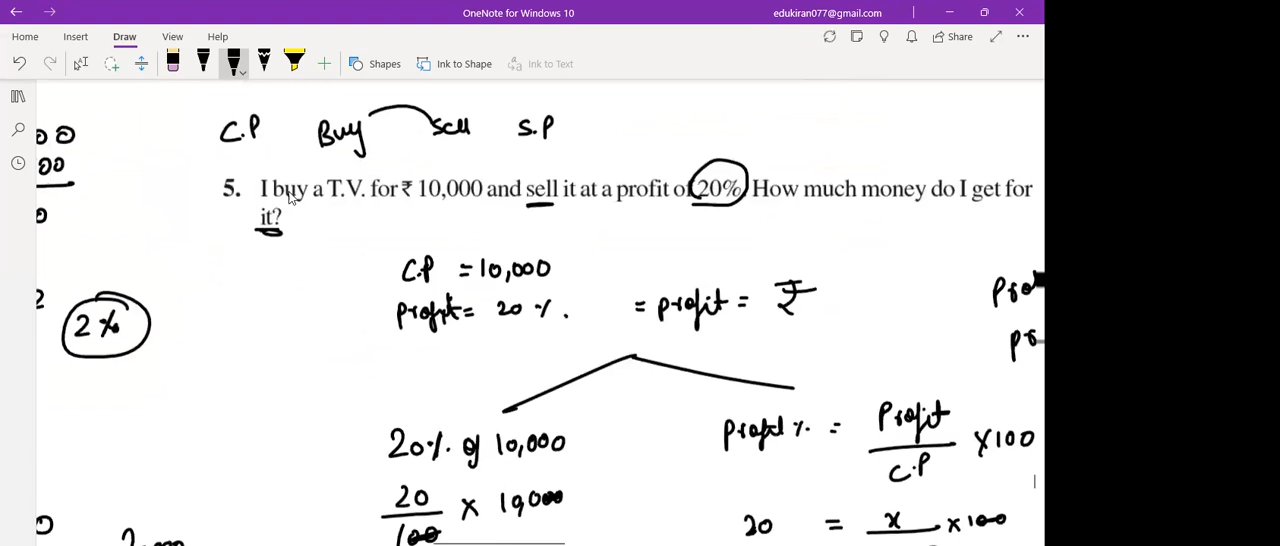 OneNote for Windows 10
edukiran077@gmail.com
Home Insert Draw View Help
Share
Shapes
Ink to Shape
Ink to Text
C.P Buy Sell S.P
00
00
0
5. I buy a T.V. for ₹ 10,000 and sell it at a profit of 20%. How much money do I get for
it?
C.P = 10,000
Profit = 20 %. = profit = ₹
2%
20%. of 10,000
Profit %. = Profit
C.P
×100
20
100
× 10,000
20 = x × 100